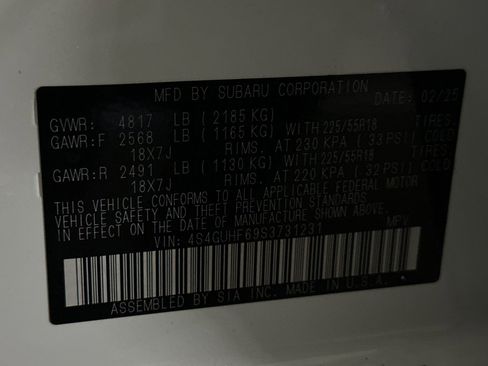 MFD BY SUBARU CORPORATION DATE: 02/25
GVWR: 4817 LB (2185 KG)
GAWR:F 2568 LB (1165 KG) WITH 225/55R18 TIRES,
18X7J RIMS, AT 230 KPA (33 PSI) COLD
GAWR:R 2491 LB (1130 KG) WITH 225/55R18 TIRES,
18X7J RIMS, AT 220 KPA (32 PSI) COLD
THIS VEHICLE CONFORMS TO ALL APPLICABLE FEDERAL MOTOR
VEHICLE SAFETY AND THEFT PREVENTION STANDARDS IN EFFECT
ON THE DATE OF MANUFACTURE SHOWN ABOVE.
VIN: 4S4GUHF69S3731231 MPV
ASSEMBLED BY SIA INC. MADE IN U.S.A.